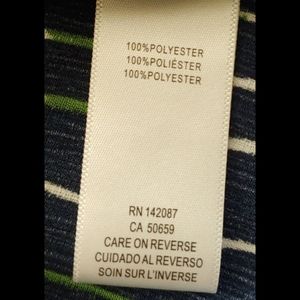 100%POLYESTER
100%POLIÉSTER
100%POLYESTER
RN 142087
CA 50659
CARE ON REVERSE
CUIDADO AL REVERSO
SOIN SUR L'INVERSE